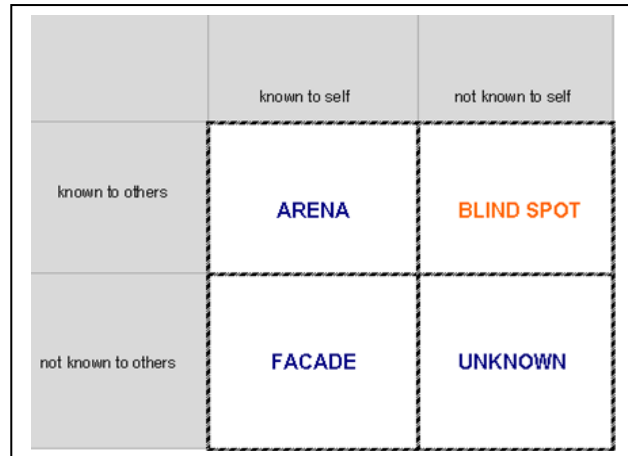 known to self not known to self
known to others ARENA BLIND SPOT
not known to others FACADE UNKNOWN